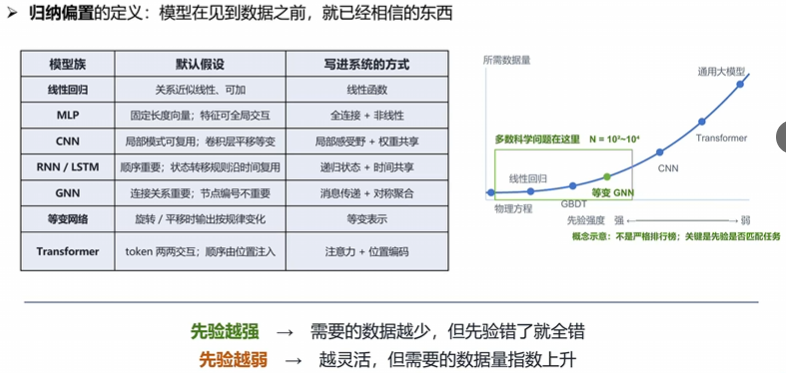 ➤ 归纳偏置的定义：模型在见到数据之前，就已经相信的东西
模型族 默认假设 写进系统的方式
线性回归 关系近似线性、可加 线性函数
MLP 固定长度向量；特征可全局交互 全连接 + 非线性
CNN 局部模式可复用；卷积层平移等变 局部感受野 + 权重共享
RNN / LSTM 顺序重要；状态转移规则沿时间复用 递归状态 + 时间共享
GNN 连接关系重要；节点编号不重要 消息传递 + 对称聚合
等变网络 旋转 / 平移时输出按规律变化 等变表示
Transformer token 两两交互；顺序由位置注入 注意力 + 位置编码
所需数据量
通用大模型
多数科学问题在这里 N = 10²~10⁴
Transformer
CNN
线性回归
等变 GNN
GBDT
物理方程
先验强度 强 ←→ 弱
概念示意：不是严格排行榜；关键是先验是否匹配任务
先验越强 → 需要的数据越少，但先验错了就全错
先验越弱 → 越灵活，但需要的数据量指数上升